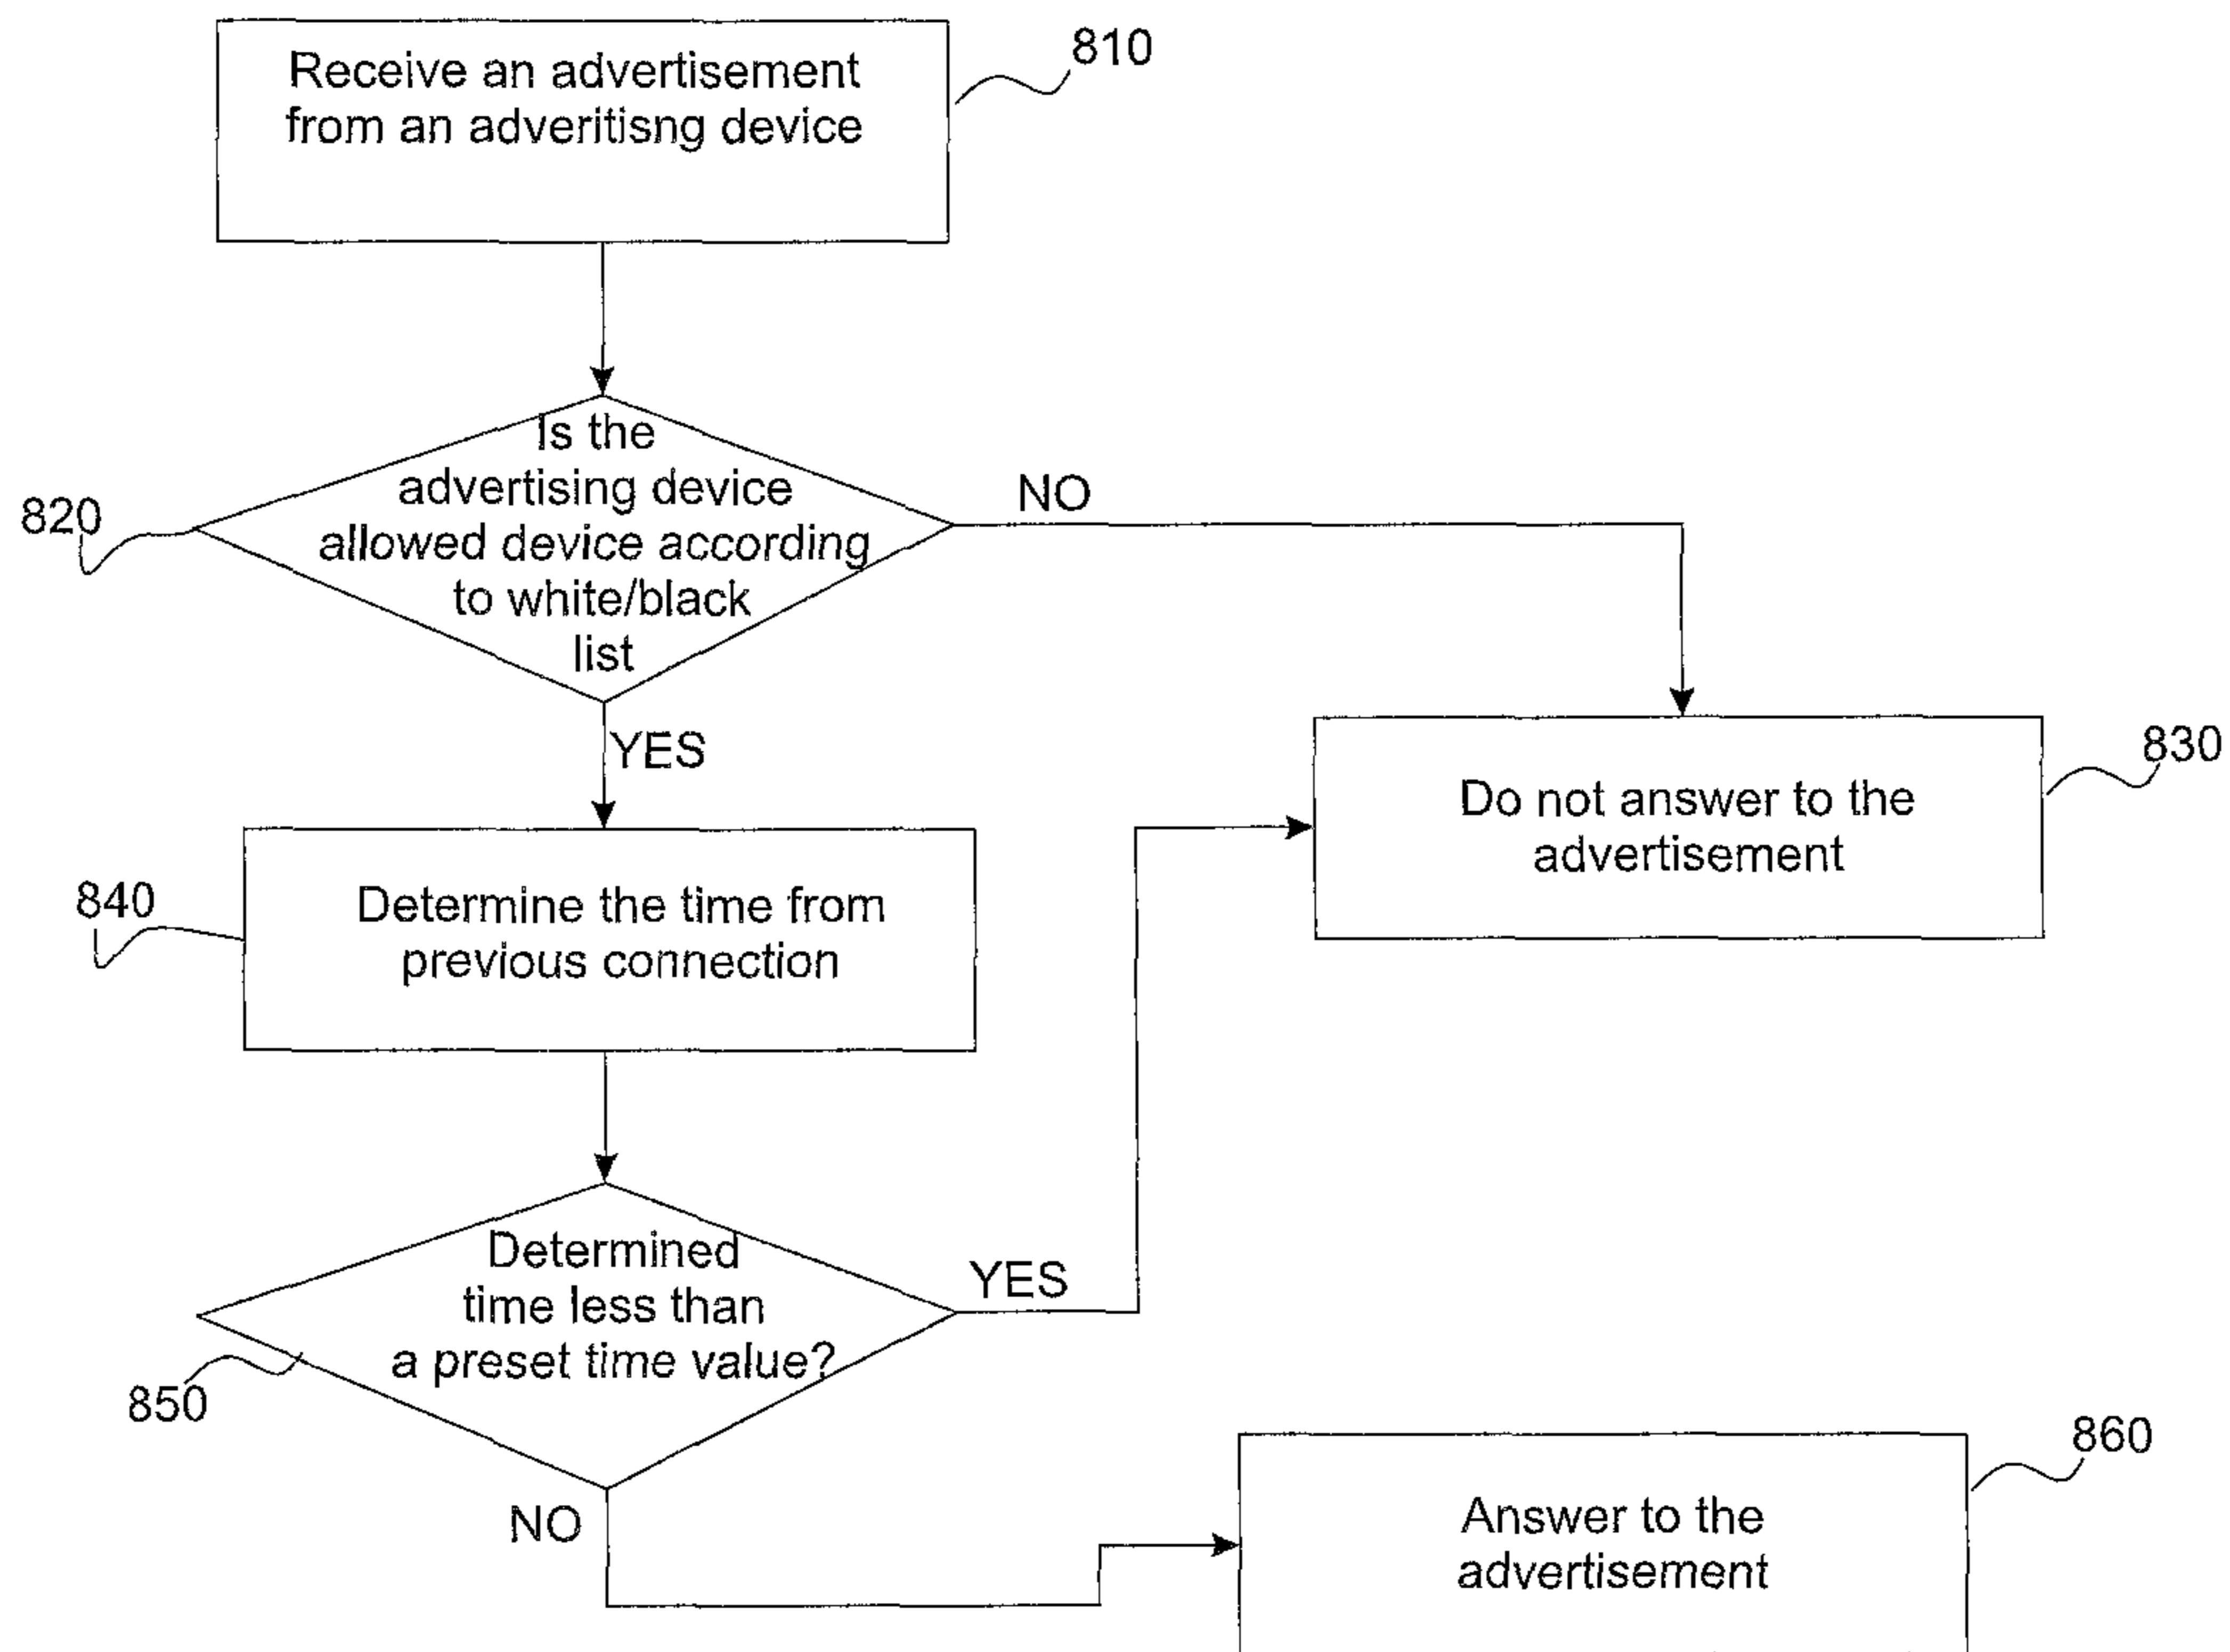 Receive an advertisement
from an adveritisng device
810
Is the
advertising device
allowed device according
to white/black
list
820
NO
YES
830
Do not answer to the
advertisement
840
Determine the time from
previous connection
Determined
time less than
a preset time value?
YES
850
NO
860
Answer to the
advertisement